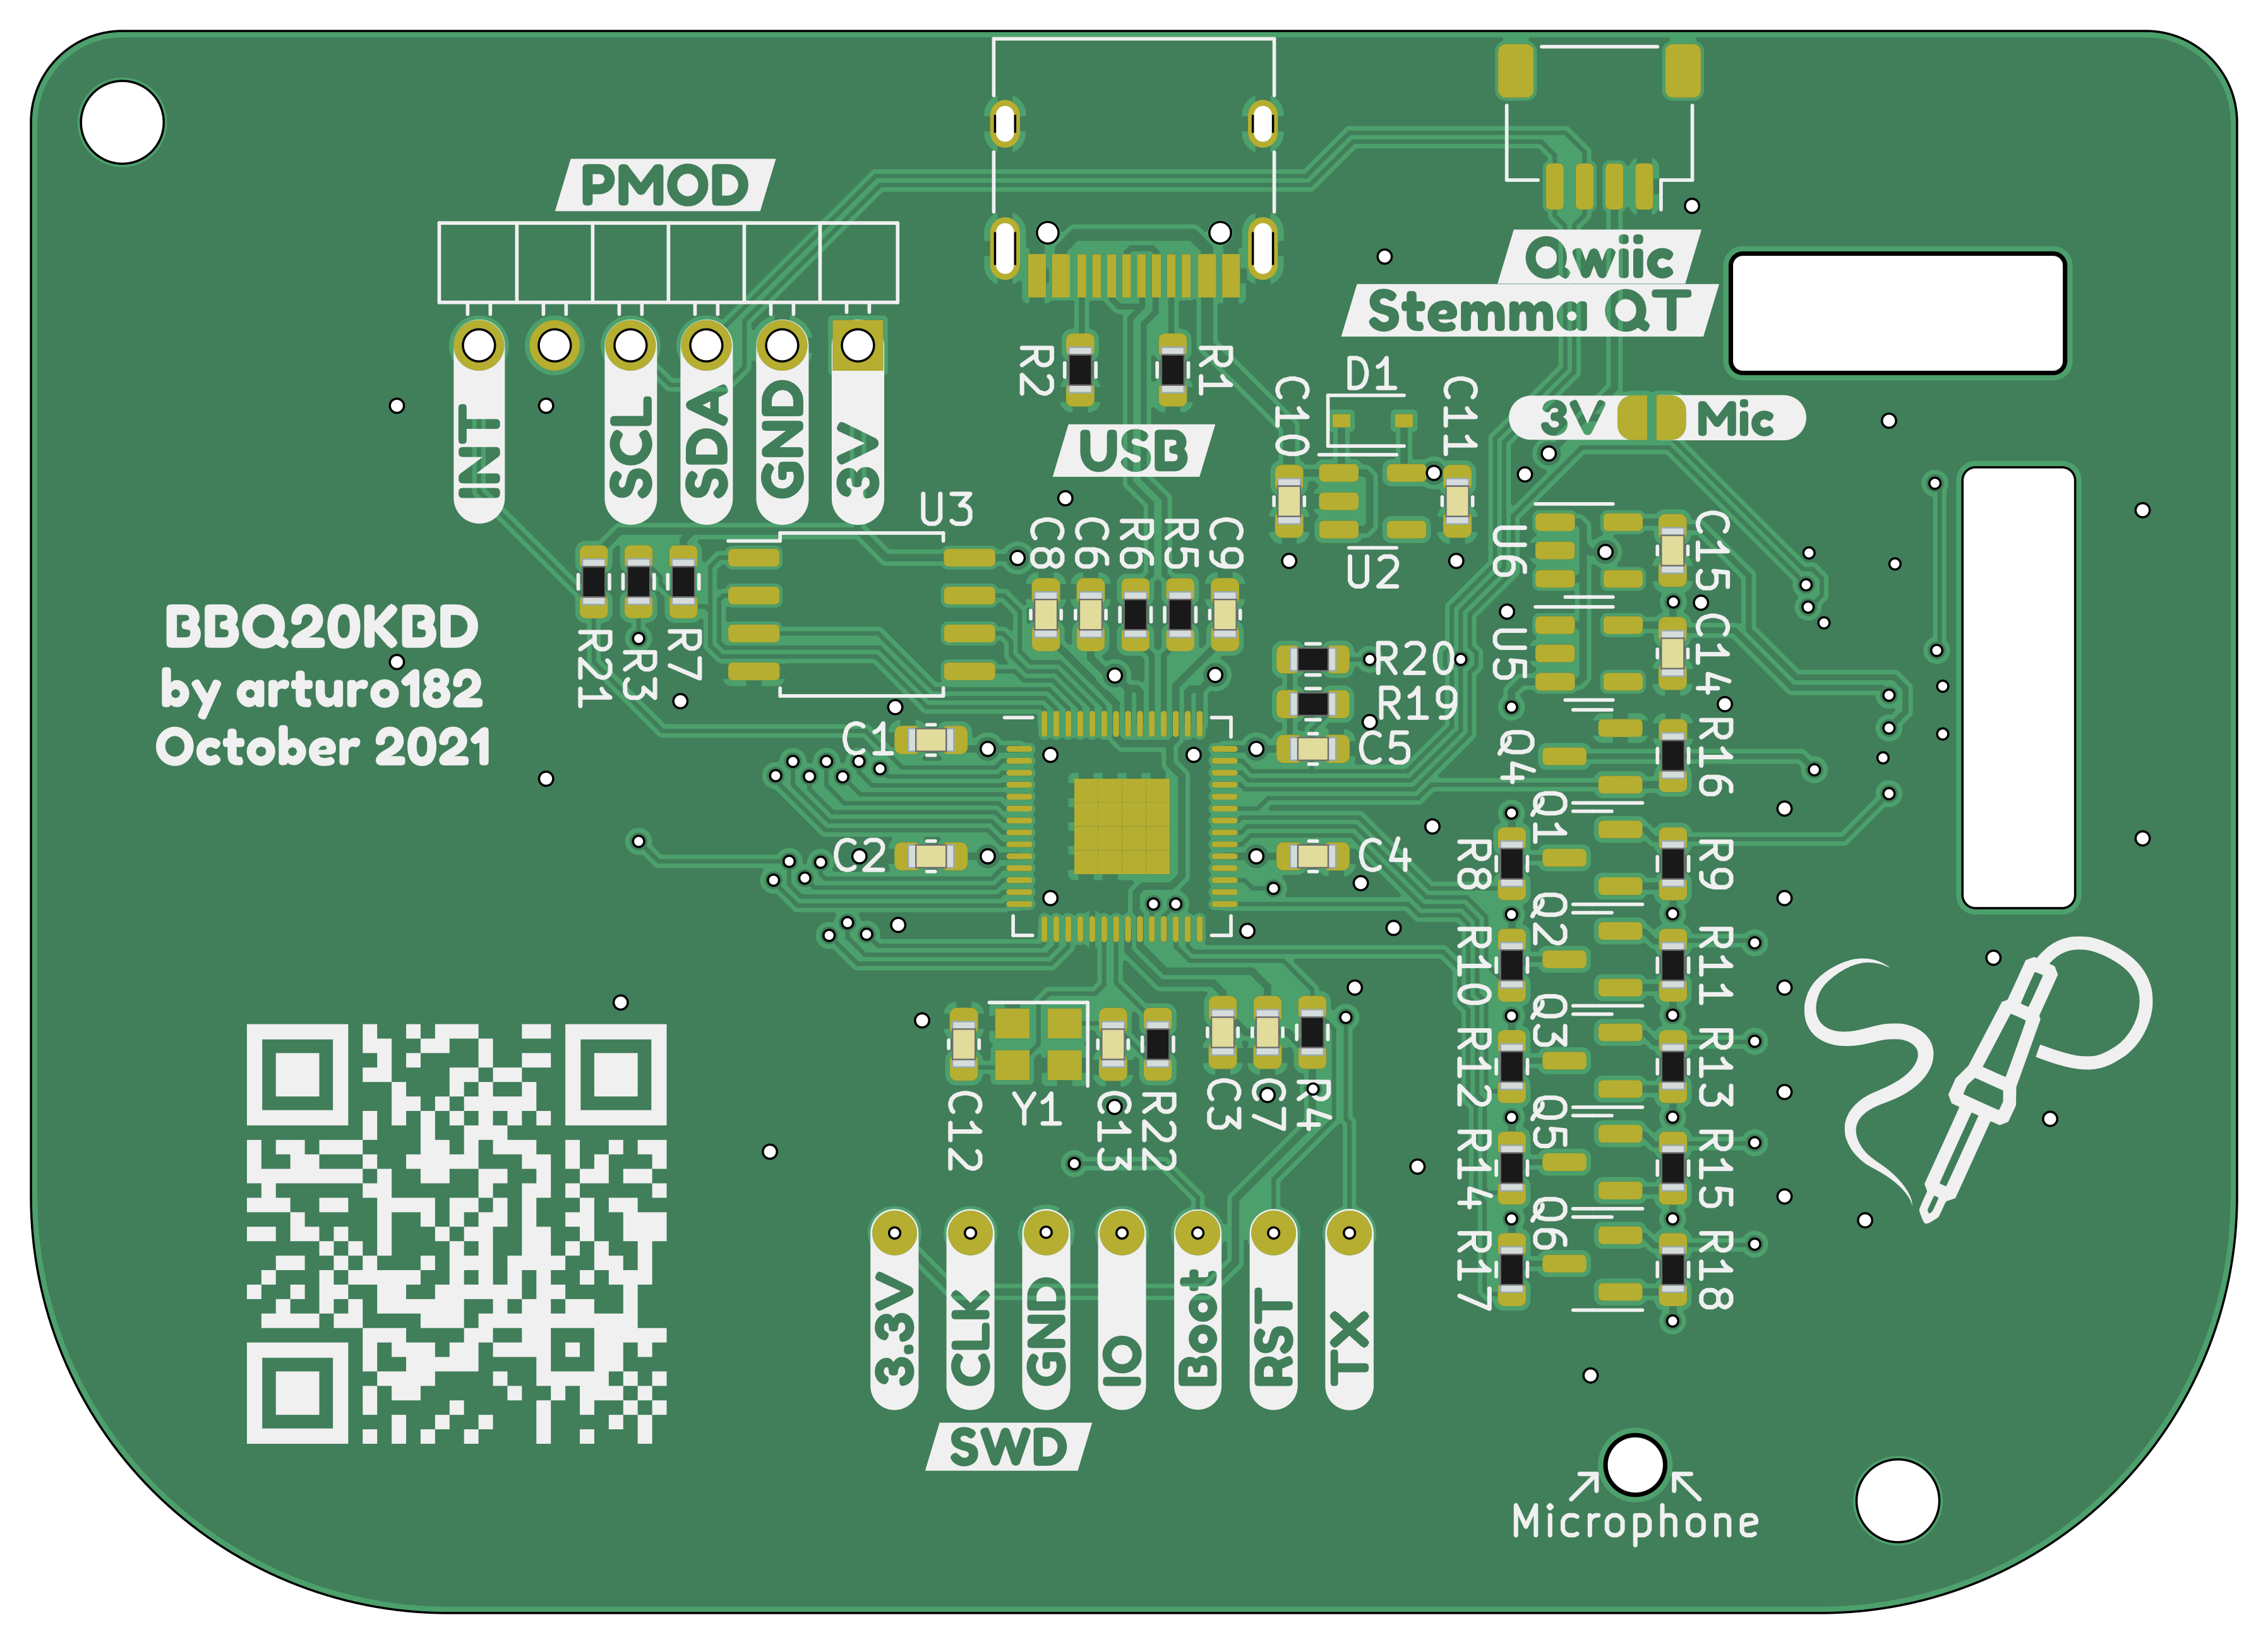 PMOD
Qwiic
Stemma QT
INT
SCL
SDA
GND
3V
R2
R1
D1
C10
C11
3V Mic
USB
U3
C8
C6
R6
R5
C9
U2
U6
C15
BBQ20KBD
by arturo182
October 2021
R21
R3
R7
R20
R19
U5
C14
C1
C5
Q4
R16
C2
C4
Q1
R8
R9
Q2
R10
R11
Q3
R12
R13
C12
Y1
C13
R22
C3
C7
R4
Q5
R14
R15
Q6
R17
R18
3.3V
CLK
GND
IO
Boot
RST
TX
SWD
Microphone